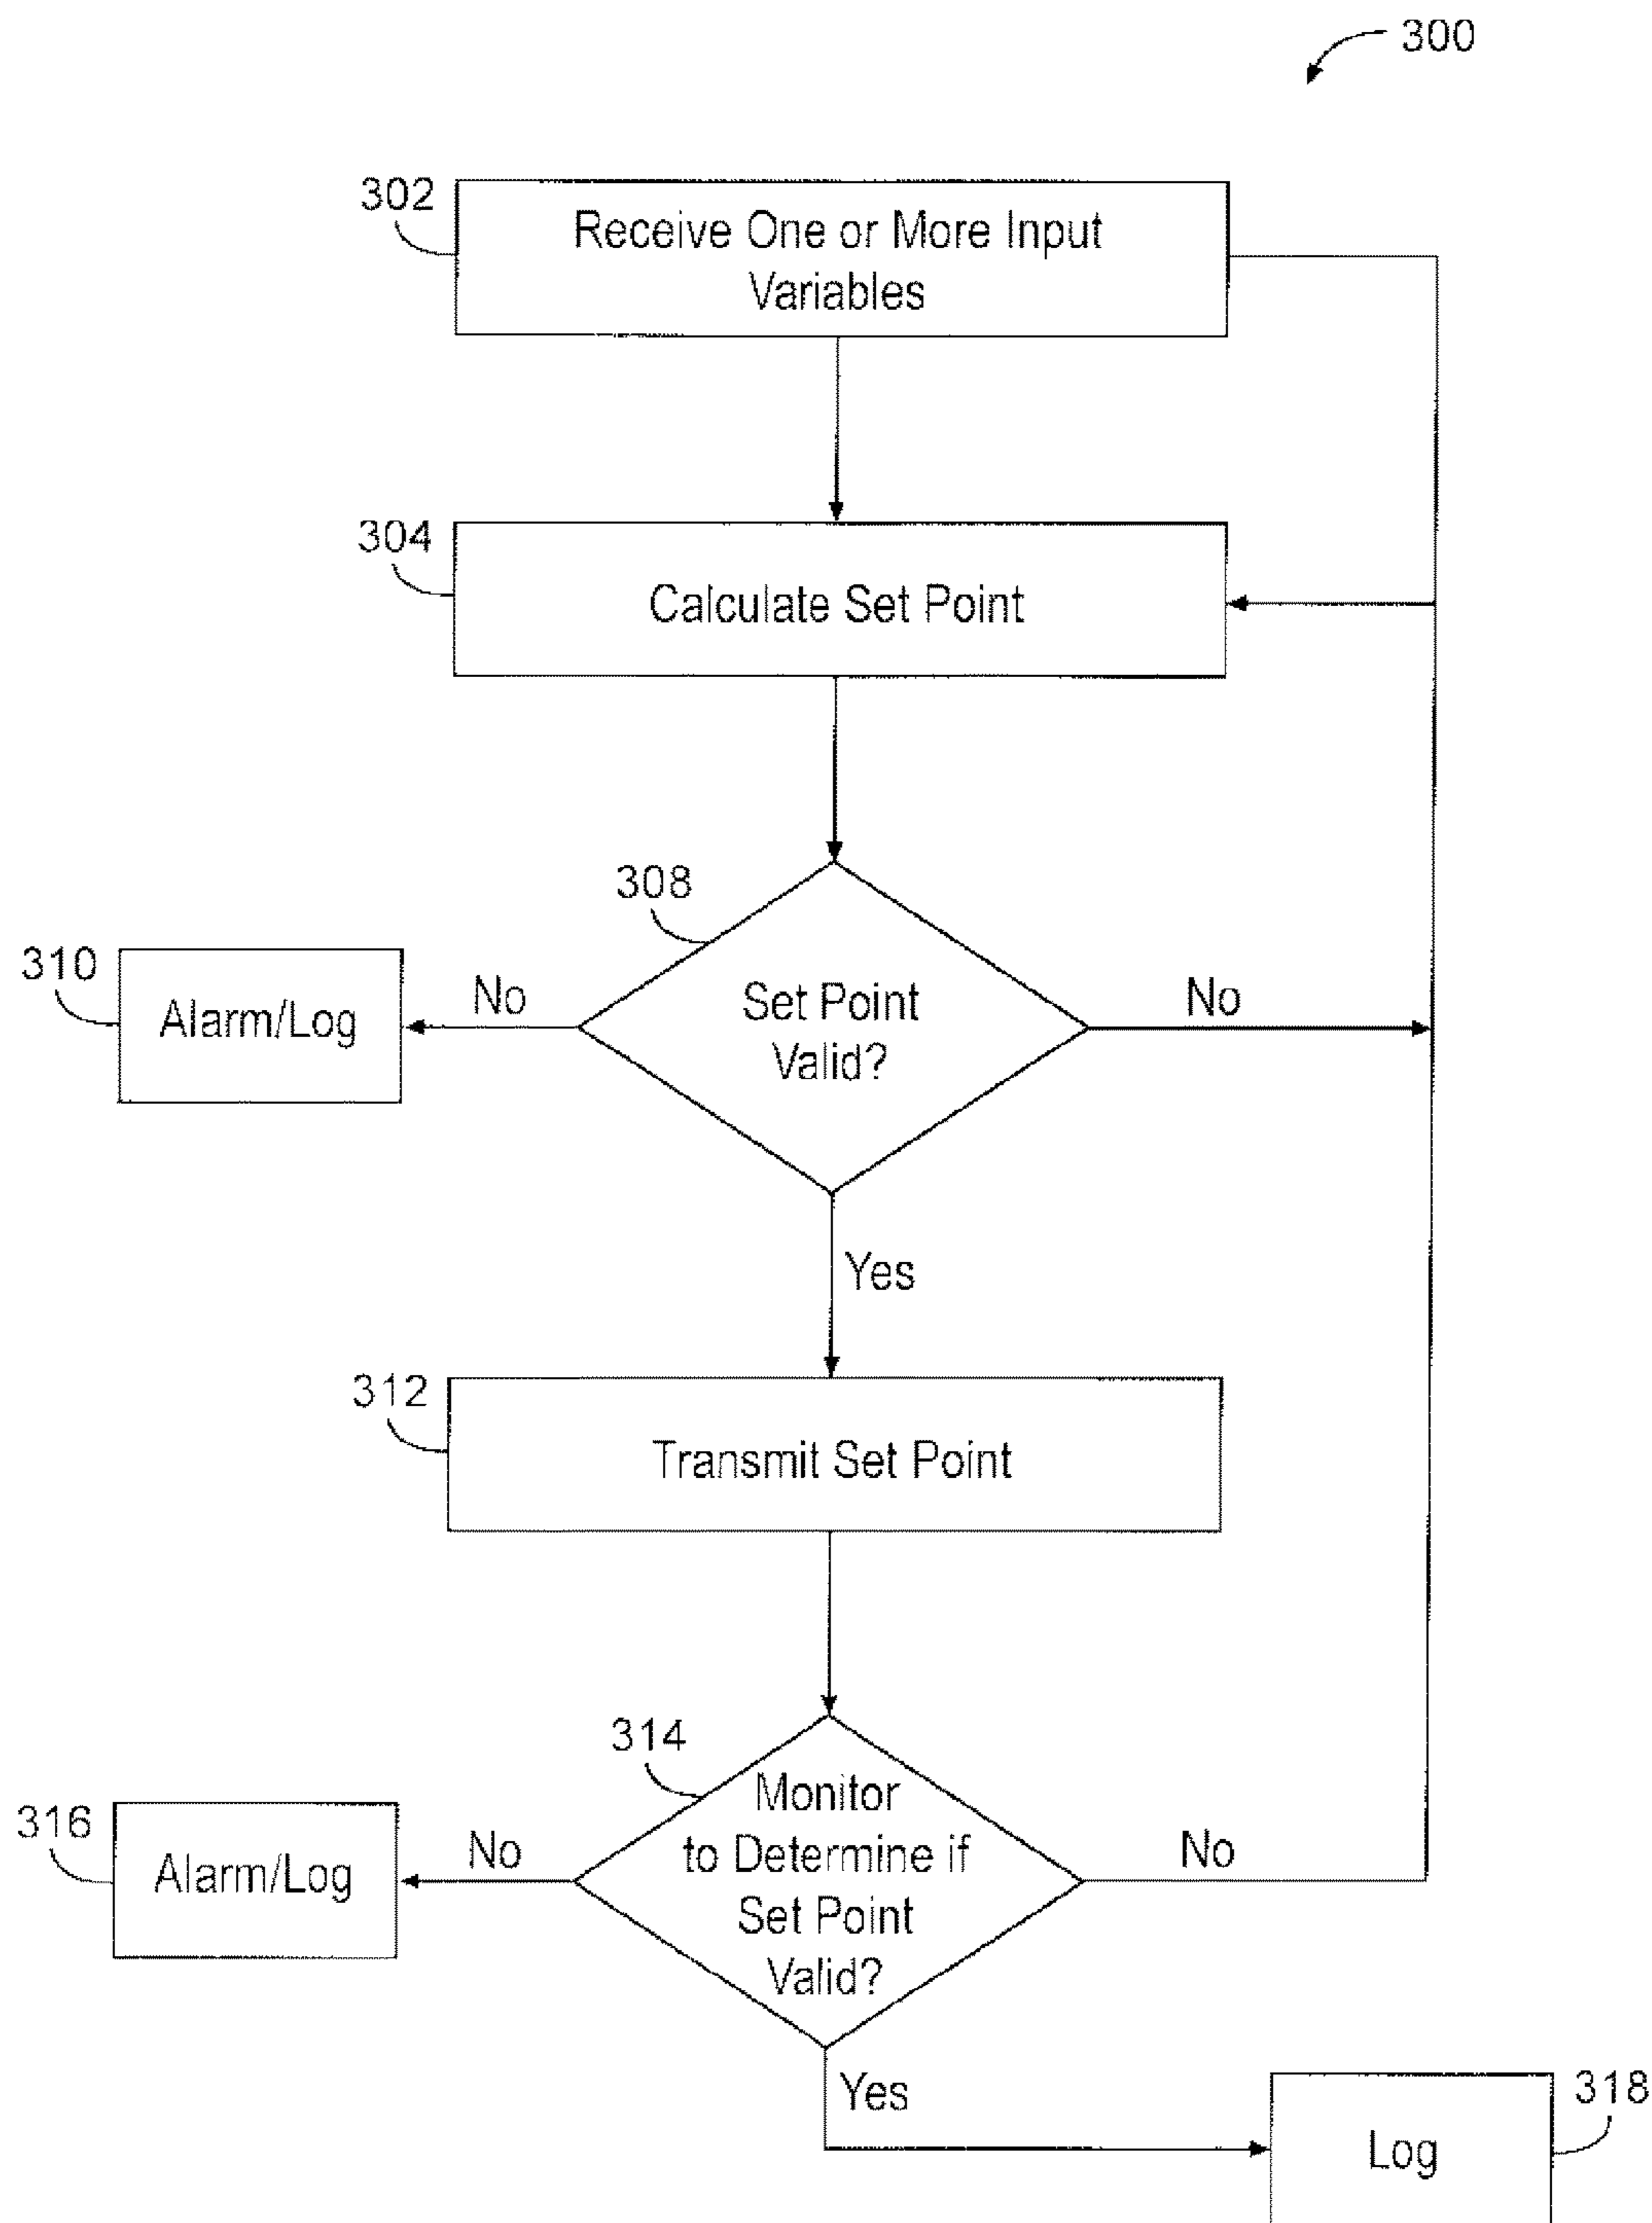 300
302
Receive One or More Input
Variables
304
Calculate Set Point
308
310
Alarm/Log
No
Set Point
Valid?
No
Yes
312
Transmit Set Point
314
316
Alarm/Log
No
Monitor
to Determine if
Set Point
Valid?
No
Yes
318
Log